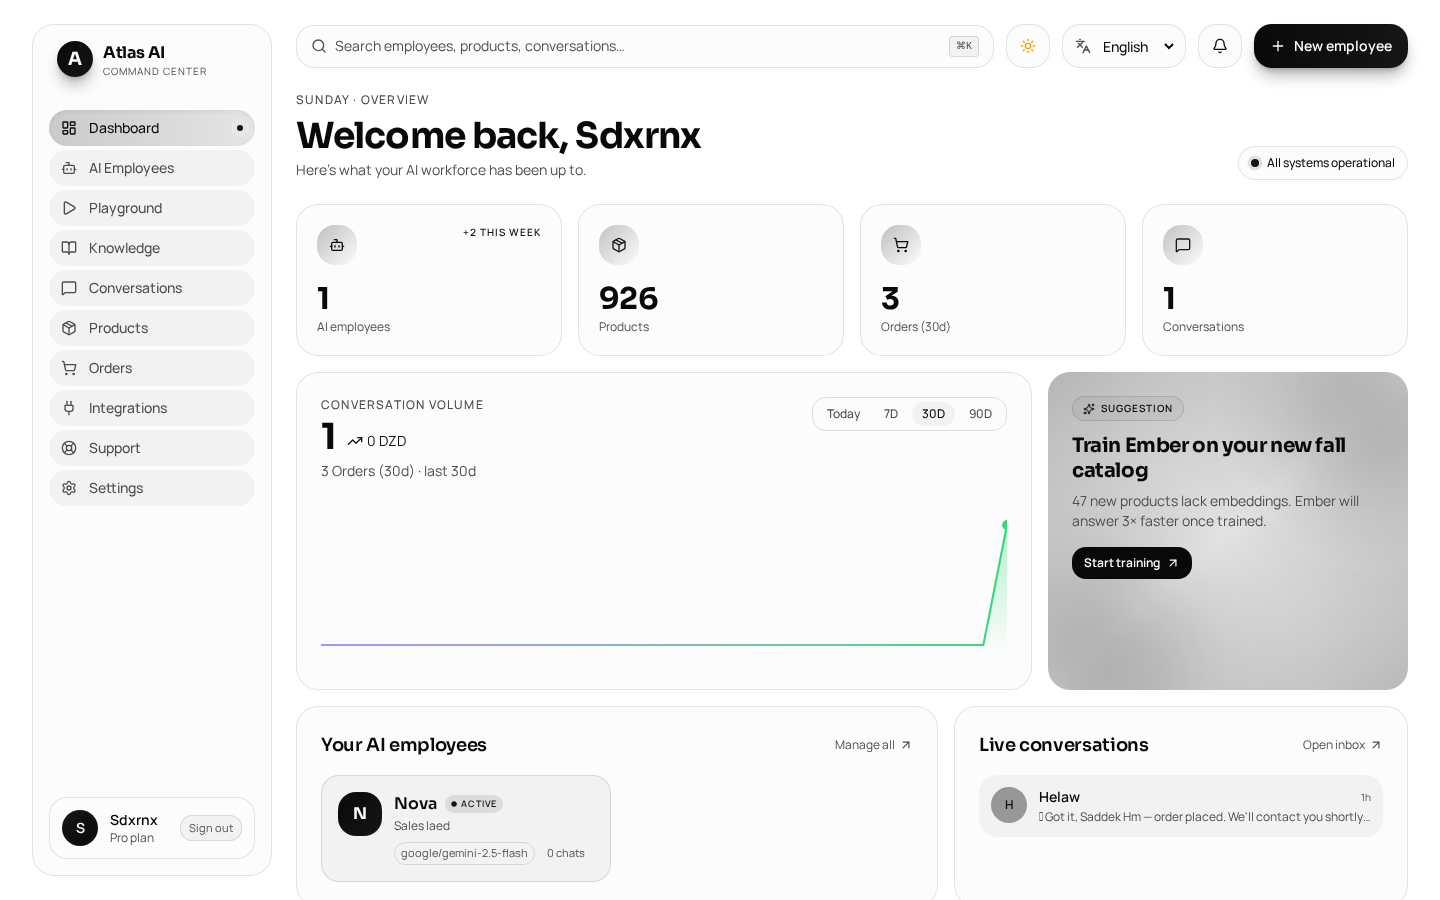 A
Atlas AI
COMMAND CENTER
Dashboard
AI Employees
Playground
Knowledge
Conversations
Products
Orders
Integrations
Support
Settings
S
Sdxrnx
Pro plan
Sign out
Search employees, products, conversations...
⌘K
English
New employee
SUNDAY · OVERVIEW
Welcome back, Sdxrnx
Here's what your AI workforce has been up to.
All systems operational
+2 THIS WEEK
1
AI employees
926
Products
3
Orders (30d)
1
Conversations
CONVERSATION VOLUME
1
0 DZD
3 Orders (30d) · last 30d
Today
7D
30D
90D
SUGGESTION
Train Ember on your new fall
catalog
47 new products lack embeddings. Ember will
answer 3× faster once trained.
Start training
Your AI employees
Manage all
N
Nova
ACTIVE
Sales laed
google/gemini-2.5-flash
0 chats
Live conversations
Open inbox
H
Helaw
1h
Got it, Saddek Hm — order placed. We'll contact you shortly...